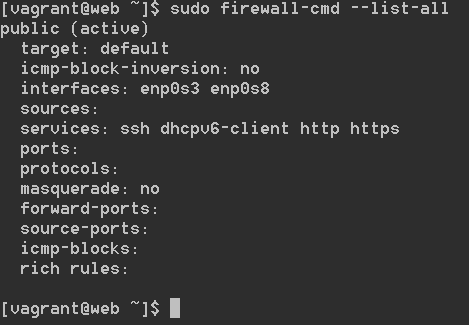 [vagrant@web ~]$ sudo firewall-cmd --list-all
public (active)
  target: default
  icmp-block-inversion: no
  interfaces: enp0s3 enp0s8
  sources:
  services: ssh dhcpv6-client http https
  ports:
  protocols:
  masquerade: no
  forward-ports:
  source-ports:
  icmp-blocks:
  rich rules:

[vagrant@web ~]$